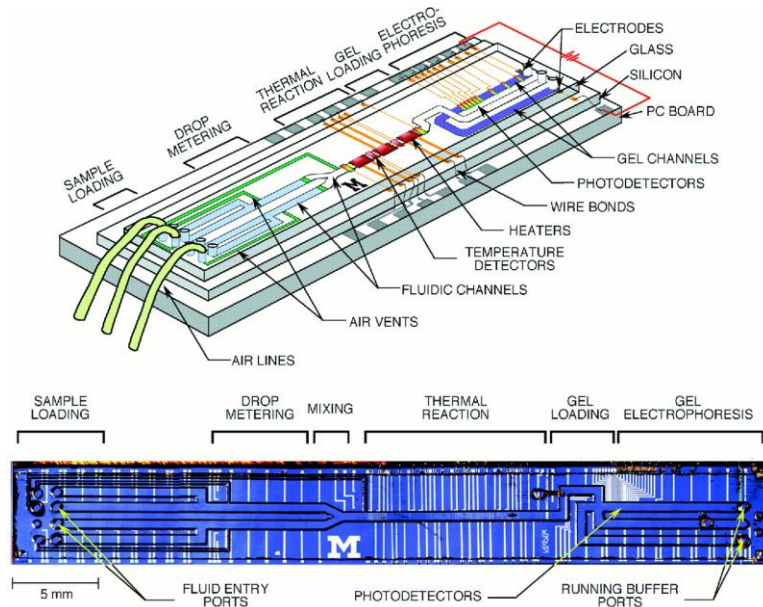 ELECTRO-
PHORESIS
GEL
LOADING
THERMAL
REACTION
DROP
METERING
SAMPLE
LOADING
ELECTRODES
GLASS
SILICON
PC BOARD
GEL CHANNELS
PHOTODETECTORS
WIRE BONDS
HEATERS
TEMPERATURE
DETECTORS
FLUIDIC CHANNELS
AIR VENTS
AIR LINES
M
SAMPLE
LOADING
DROP
METERING
MIXING
THERMAL
REACTION
GEL
LOADING
GEL
ELECTROPHORESIS
M
5 mm
FLUID ENTRY
PORTS
PHOTODETECTORS
RUNNING BUFFER
PORTS